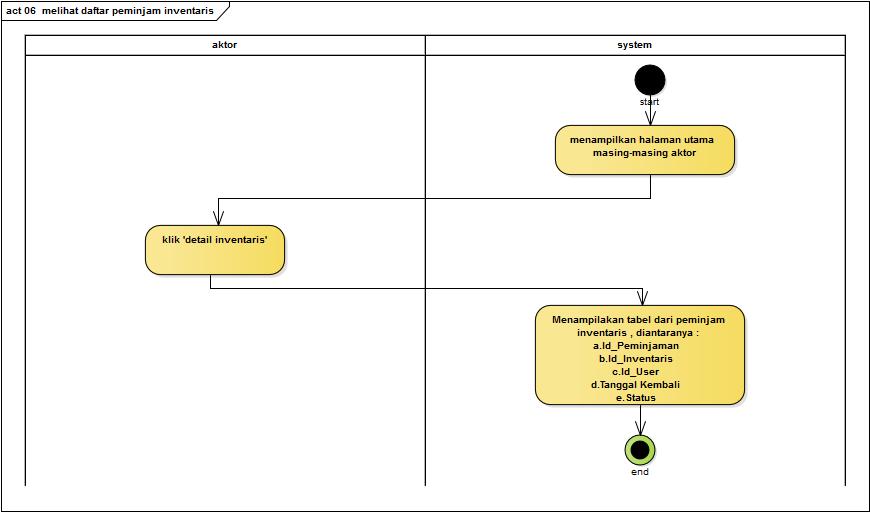 act 06 melihat daftar peminjam inventaris
aktor
system
start
menampilkan halaman utama
masing-masing aktor
klik 'detail inventaris'
Menampilakan tabel dari peminjam
inventaris , diantaranya :
a.Id_Peminjaman
b.Id_Inventaris
c.Id_User
d.Tanggal Kembali
e.Status
end